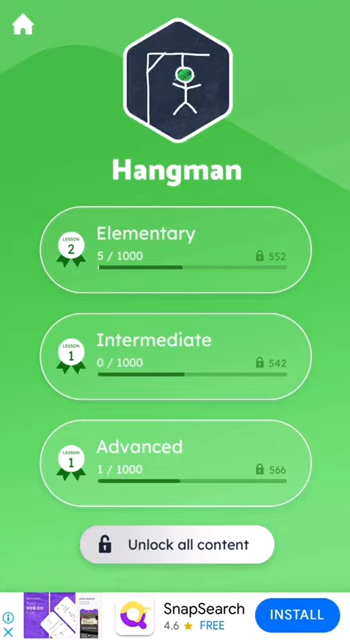 Hangman
LESSON
2
Elementary
5 / 1000
552
LESSON
1
Intermediate
0 / 1000
542
LESSON
1
Advanced
1 / 1000
566
Unlock all content
SnapSearch
4.6 ★ FREE
INSTALL